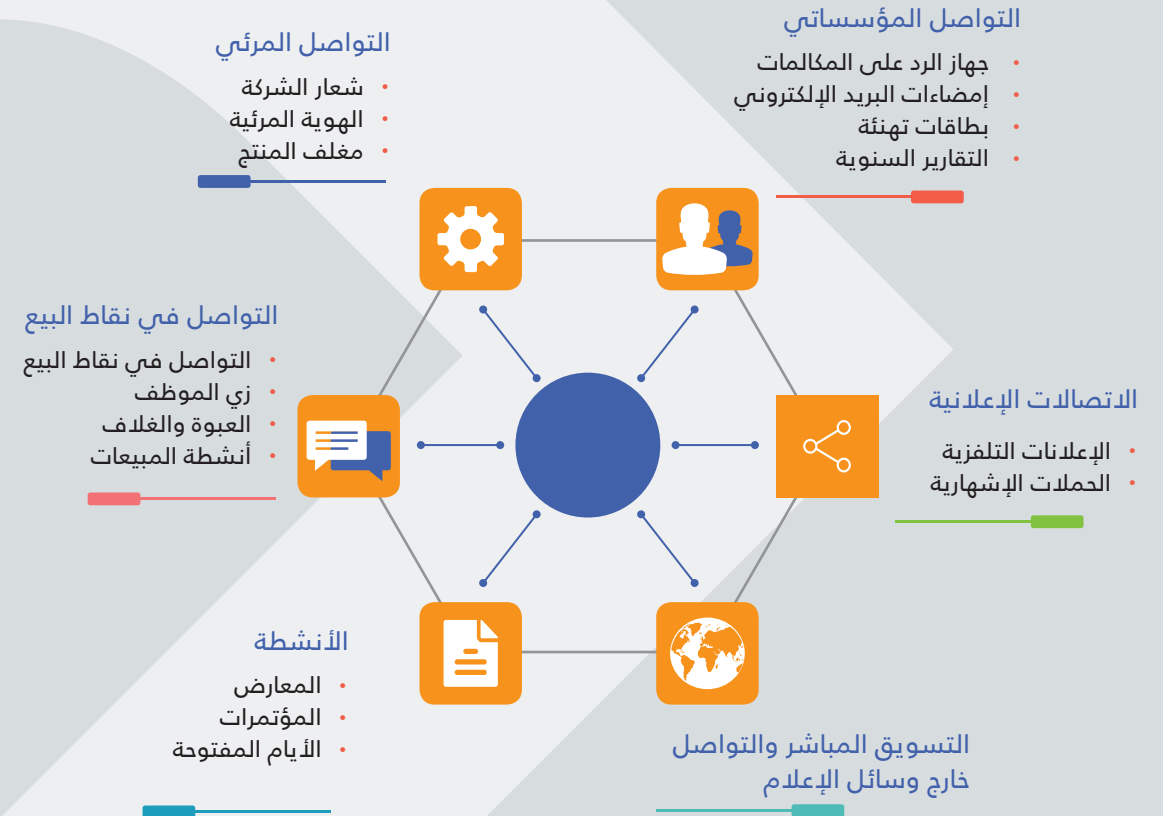 التواصل المؤسساتي
• جهاز الرد على المكالمات
• إمضاءات البريد الإلكتروني
• بطاقات تهنئة
• التقارير السنوية
التواصل المرئي
• شعار الشركة
• الهوية المرئية
• مغلف المنتج
الاتصالات الإعلانية
• الإعلانات التلفزية
• الحملات الإشهارية
التواصل في نقاط البيع
• التواصل في نقاط البيع
• زي الموظف
• العبوة والغلاف
• أنشطة المبيعات
التسويق المباشر والتواصل
خارج وسائل الإعلام
الأنشطة
• المعارض
• المؤتمرات
• الأيام المفتوحة